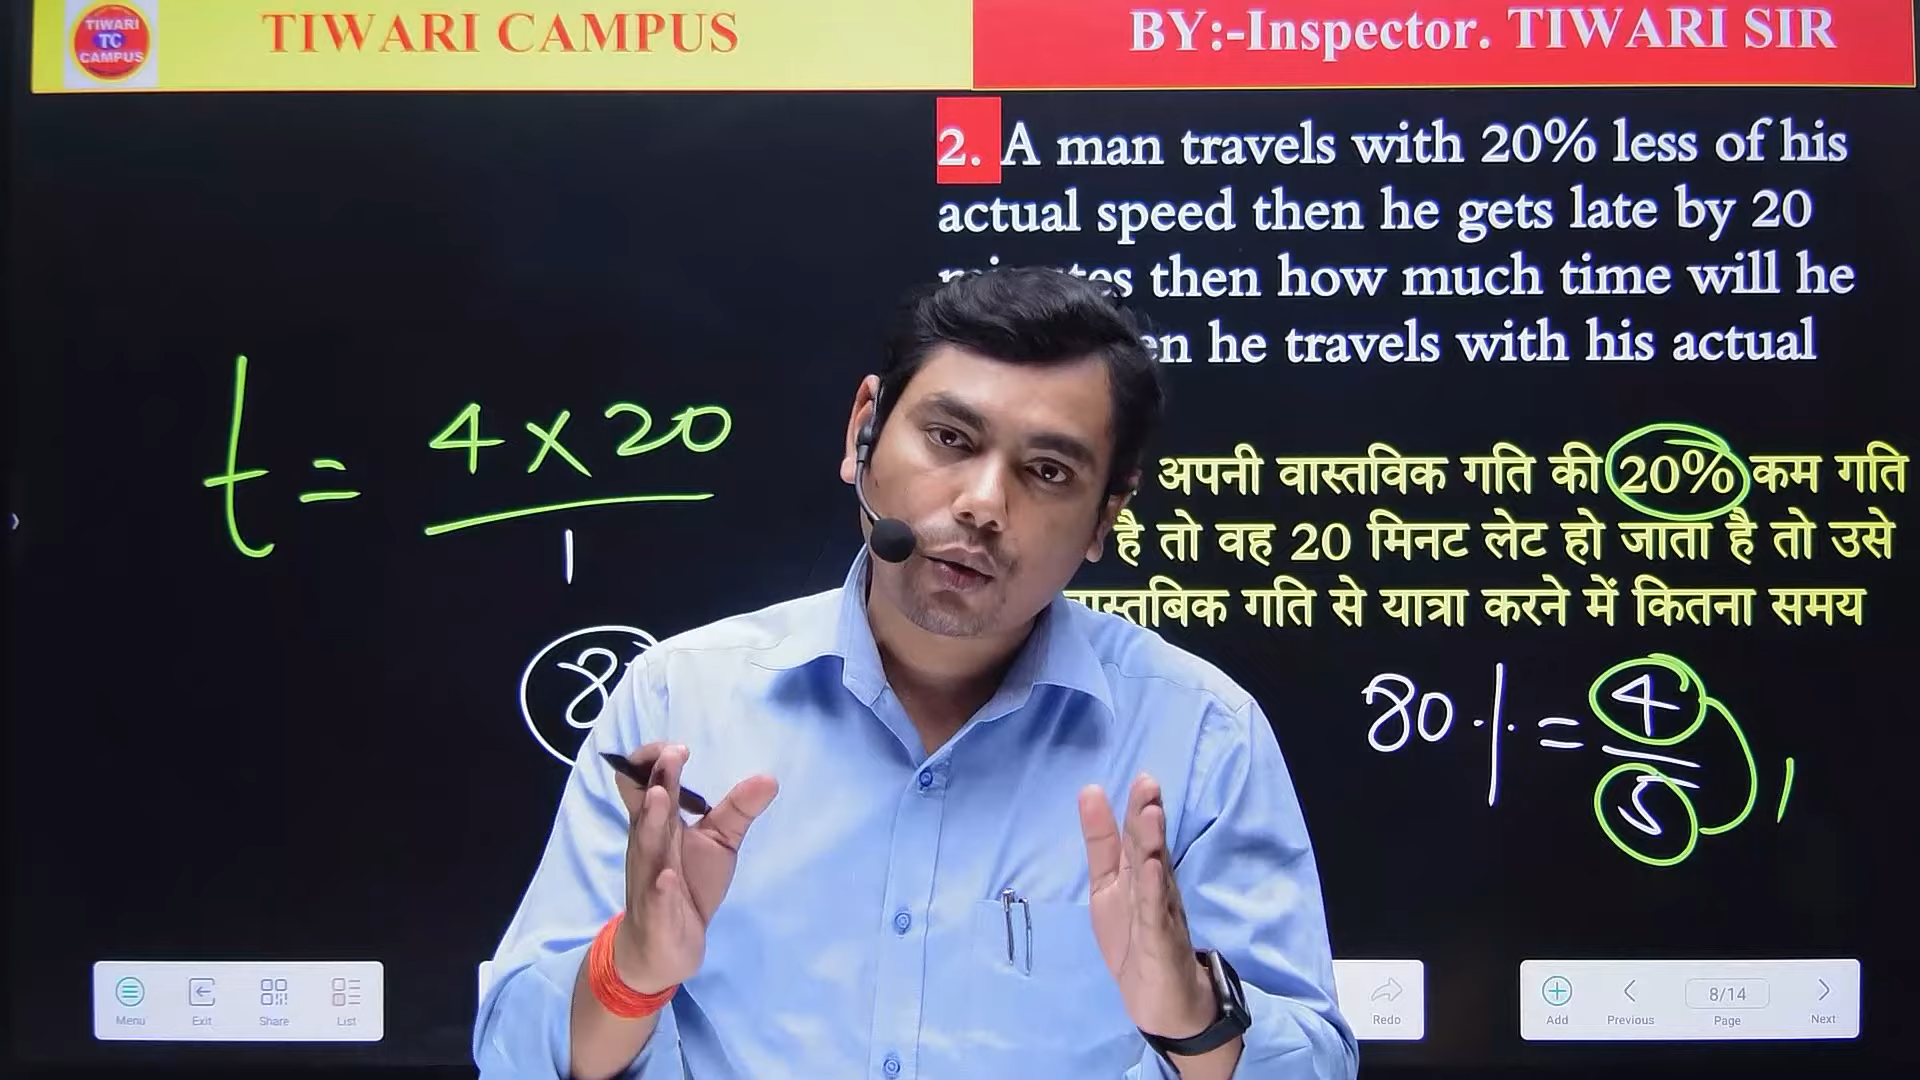 TIWARI
TC
CAMPUS
TIWARI CAMPUS
BY:-Inspector. TIWARI SIR
2. A man travels with 20% less of his
actual speed then he gets late by 20
then how much time will he
he travels with his actual
अपनी वास्तविक गति की 20% कम गति
है तो वह 20 मिनट लेट हो जाता है तो उसे
गति से यात्रा करने में कितना समय
t = 4 × 20
1
80 % = 4
5
1
Menu
Exit
Share
List
Redo
Add
Previous
8/14
Page
Next